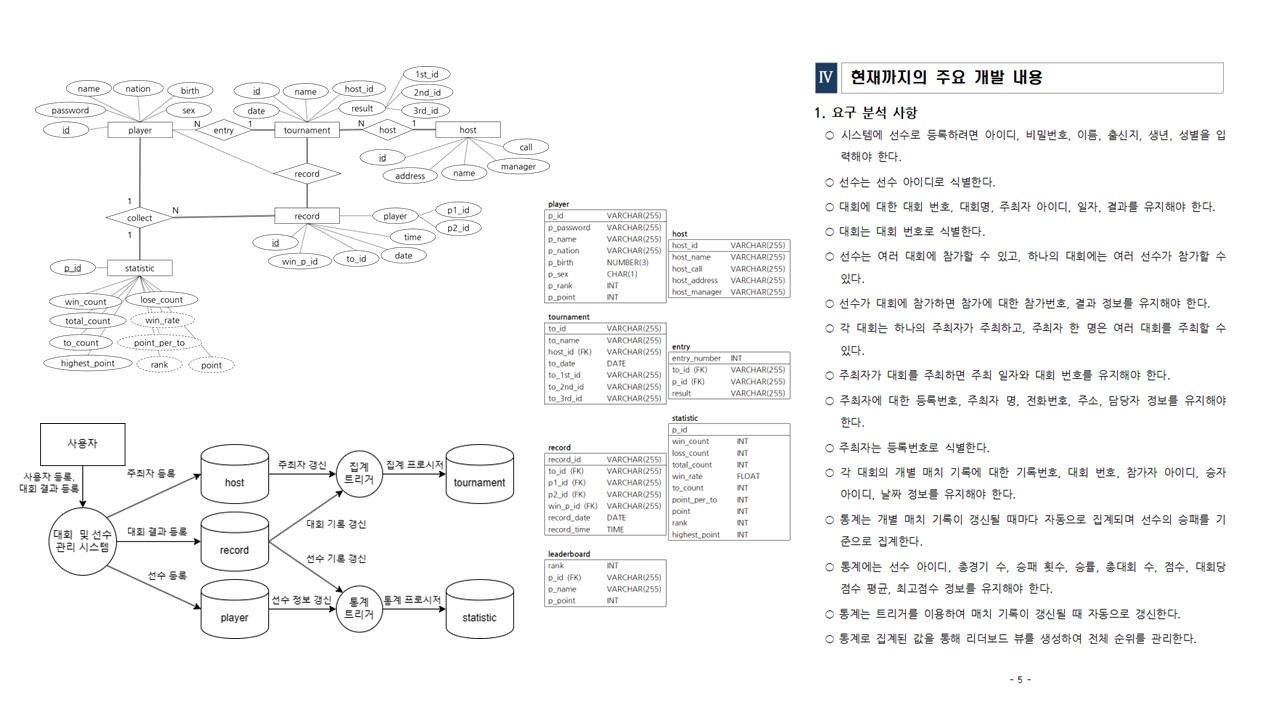 name
nation
birth
password
sex
id
player
N
entry
1
id
name
host_id
date
result
1st_id
2nd_id
3rd_id
tournament
N
host
1
host
id
address
name
manager
call
record
1
collect
N
1
record
player
p1_id
p2_id
id
win_p_id
to_id
date
time
p_id
statistic
win_count
lose_count
total_count
win_rate
to_count
point_per_to
highest_point
rank
point
사용자
사용자 등록,
대회 결과 등록
대회 및 선수
관리 시스템
주최자 등록
대회 결과 등록
선수 등록
host
record
player
주최자 갱신
대회 기록 갱신
선수 기록 갱신
선수 정보 갱신
집계
트리거
통계
트리거
집계 프로시저
통계 프로시저
tournament
statistic
player
p_id VARCHAR(255)
p_password VARCHAR(255)
p_name VARCHAR(255)
p_nation VARCHAR(255)
p_birth NUMBER(3)
p_sex CHAR(1)
p_rank INT
p_point INT
host
host_id VARCHAR(255)
host_name VARCHAR(255)
host_call VARCHAR(255)
host_address VARCHAR(255)
host_manager VARCHAR(255)
tournament
to_id VARCHAR(255)
to_name VARCHAR(255)
host_id (FK) VARCHAR(255)
to_date DATE
to_1st_id VARCHAR(255)
to_2nd_id VARCHAR(255)
to_3rd_id VARCHAR(255)
entry
entry_number INT
to_id (FK) VARCHAR(255)
p_id (FK) VARCHAR(255)
result VARCHAR(255)
record
record_id VARCHAR(255)
to_id (FK) VARCHAR(255)
p1_id (FK) VARCHAR(255)
p2_id (FK) VARCHAR(255)
win_p_id (FK) VARCHAR(255)
record_date DATE
record_time TIME
statistic
p_id
win_count INT
loss_count INT
total_count INT
win_rate FLOAT
to_count INT
point_per_to INT
point INT
rank INT
highest_point INT
leaderboard
rank INT
p_id (FK) VARCHAR(255)
p_name VARCHAR(255)
p_point INT
Ⅳ 현재까지의 주요 개발 내용
1. 요구 분석 사항
○ 시스템에 선수로 등록하려면 아이디, 비밀번호, 이름, 출신지, 생년, 성별을 입
력해야 한다.
○ 선수는 선수 아이디로 식별한다.
○ 대회에 대한 대회 번호, 대회명, 주최자 아이디, 일자, 결과를 유지해야 한다.
○ 대회는 대회 번호로 식별한다.
○ 선수는 여러 대회에 참가할 수 있고, 하나의 대회에는 여러 선수가 참가할 수
있다.
○ 선수가 대회에 참가하면 참가에 대한 참가번호, 결과 정보를 유지해야 한다.
○ 각 대회는 하나의 주최자가 주최하고, 주최자 한 명은 여러 대회를 주최할 수
있다.
○ 주최자가 대회를 주최하면 주최 일자와 대회 번호를 유지해야 한다.
○ 주최자에 대한 등록번호, 주최자 명, 전화번호, 주소, 담당자 정보를 유지해야
한다.
○ 주최자는 등록번호로 식별한다.
○ 각 대회의 개별 매치 기록에 대한 기록번호, 대회 번호, 참가자 아이디, 승자
아이디, 날짜 정보를 유지해야 한다.
○ 통계는 개별 매치 기록이 갱신될 때마다 자동으로 집계되며 선수의 승패를 기
준으로 집계한다.
○ 통계에는 선수 아이디, 총경기 수, 승패 횟수, 승률, 총대회 수, 점수, 대회당
점수 평균, 최고점수 정보를 유지해야 한다.
○ 통계는 트리거를 이용하여 매치 기록이 갱신될 때 자동으로 갱신한다.
○ 통계로 집계된 값을 통해 리더보드 뷰를 생성하여 전체 순위를 관리한다.
- 5 -